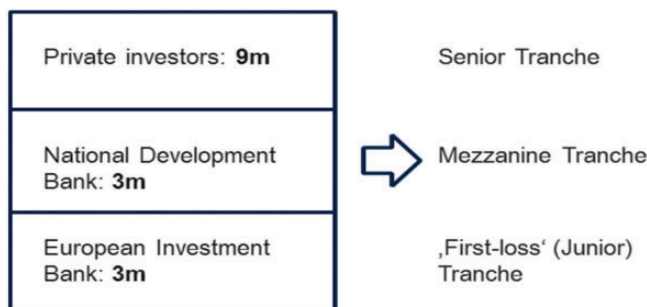 Private investors: 9m
Senior Tranche
National Development
Bank: 3m
Mezzanine Tranche
European Investment
Bank: 3m
‚First-loss‘ (Junior)
Tranche